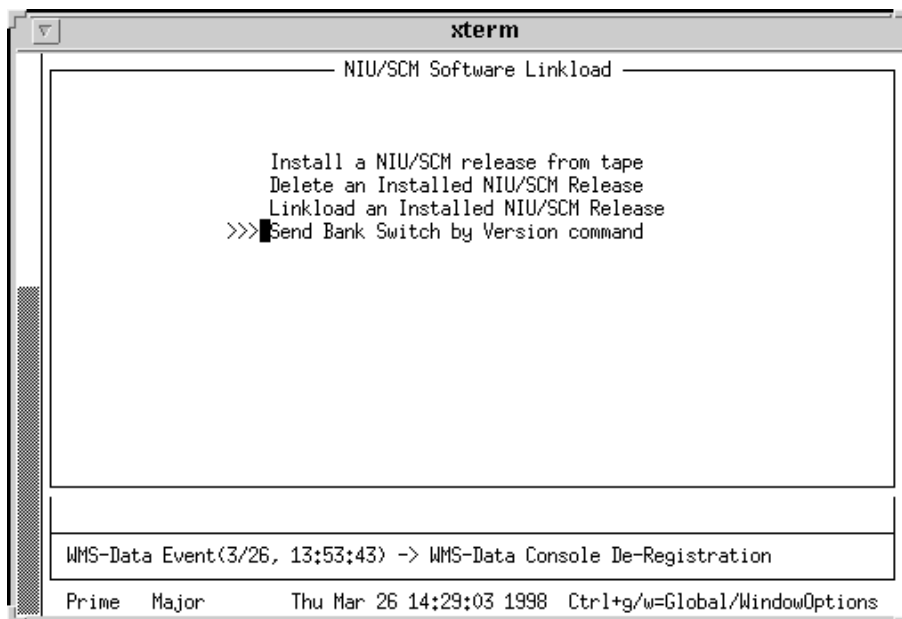 xterm
NIU/SCM Software Linkload
Install a NIU/SCM release from tape
Delete an Installed NIU/SCM Release
Linkload an Installed NIU/SCM Release
>>> Send Bank Switch by Version command
WMS-Data Event(3/26, 13:53:43) -> WMS-Data Console De-Registration
Prime Major Thu Mar 26 14:29:03 1998 Ctrl+g/w=Global/WindowOptions